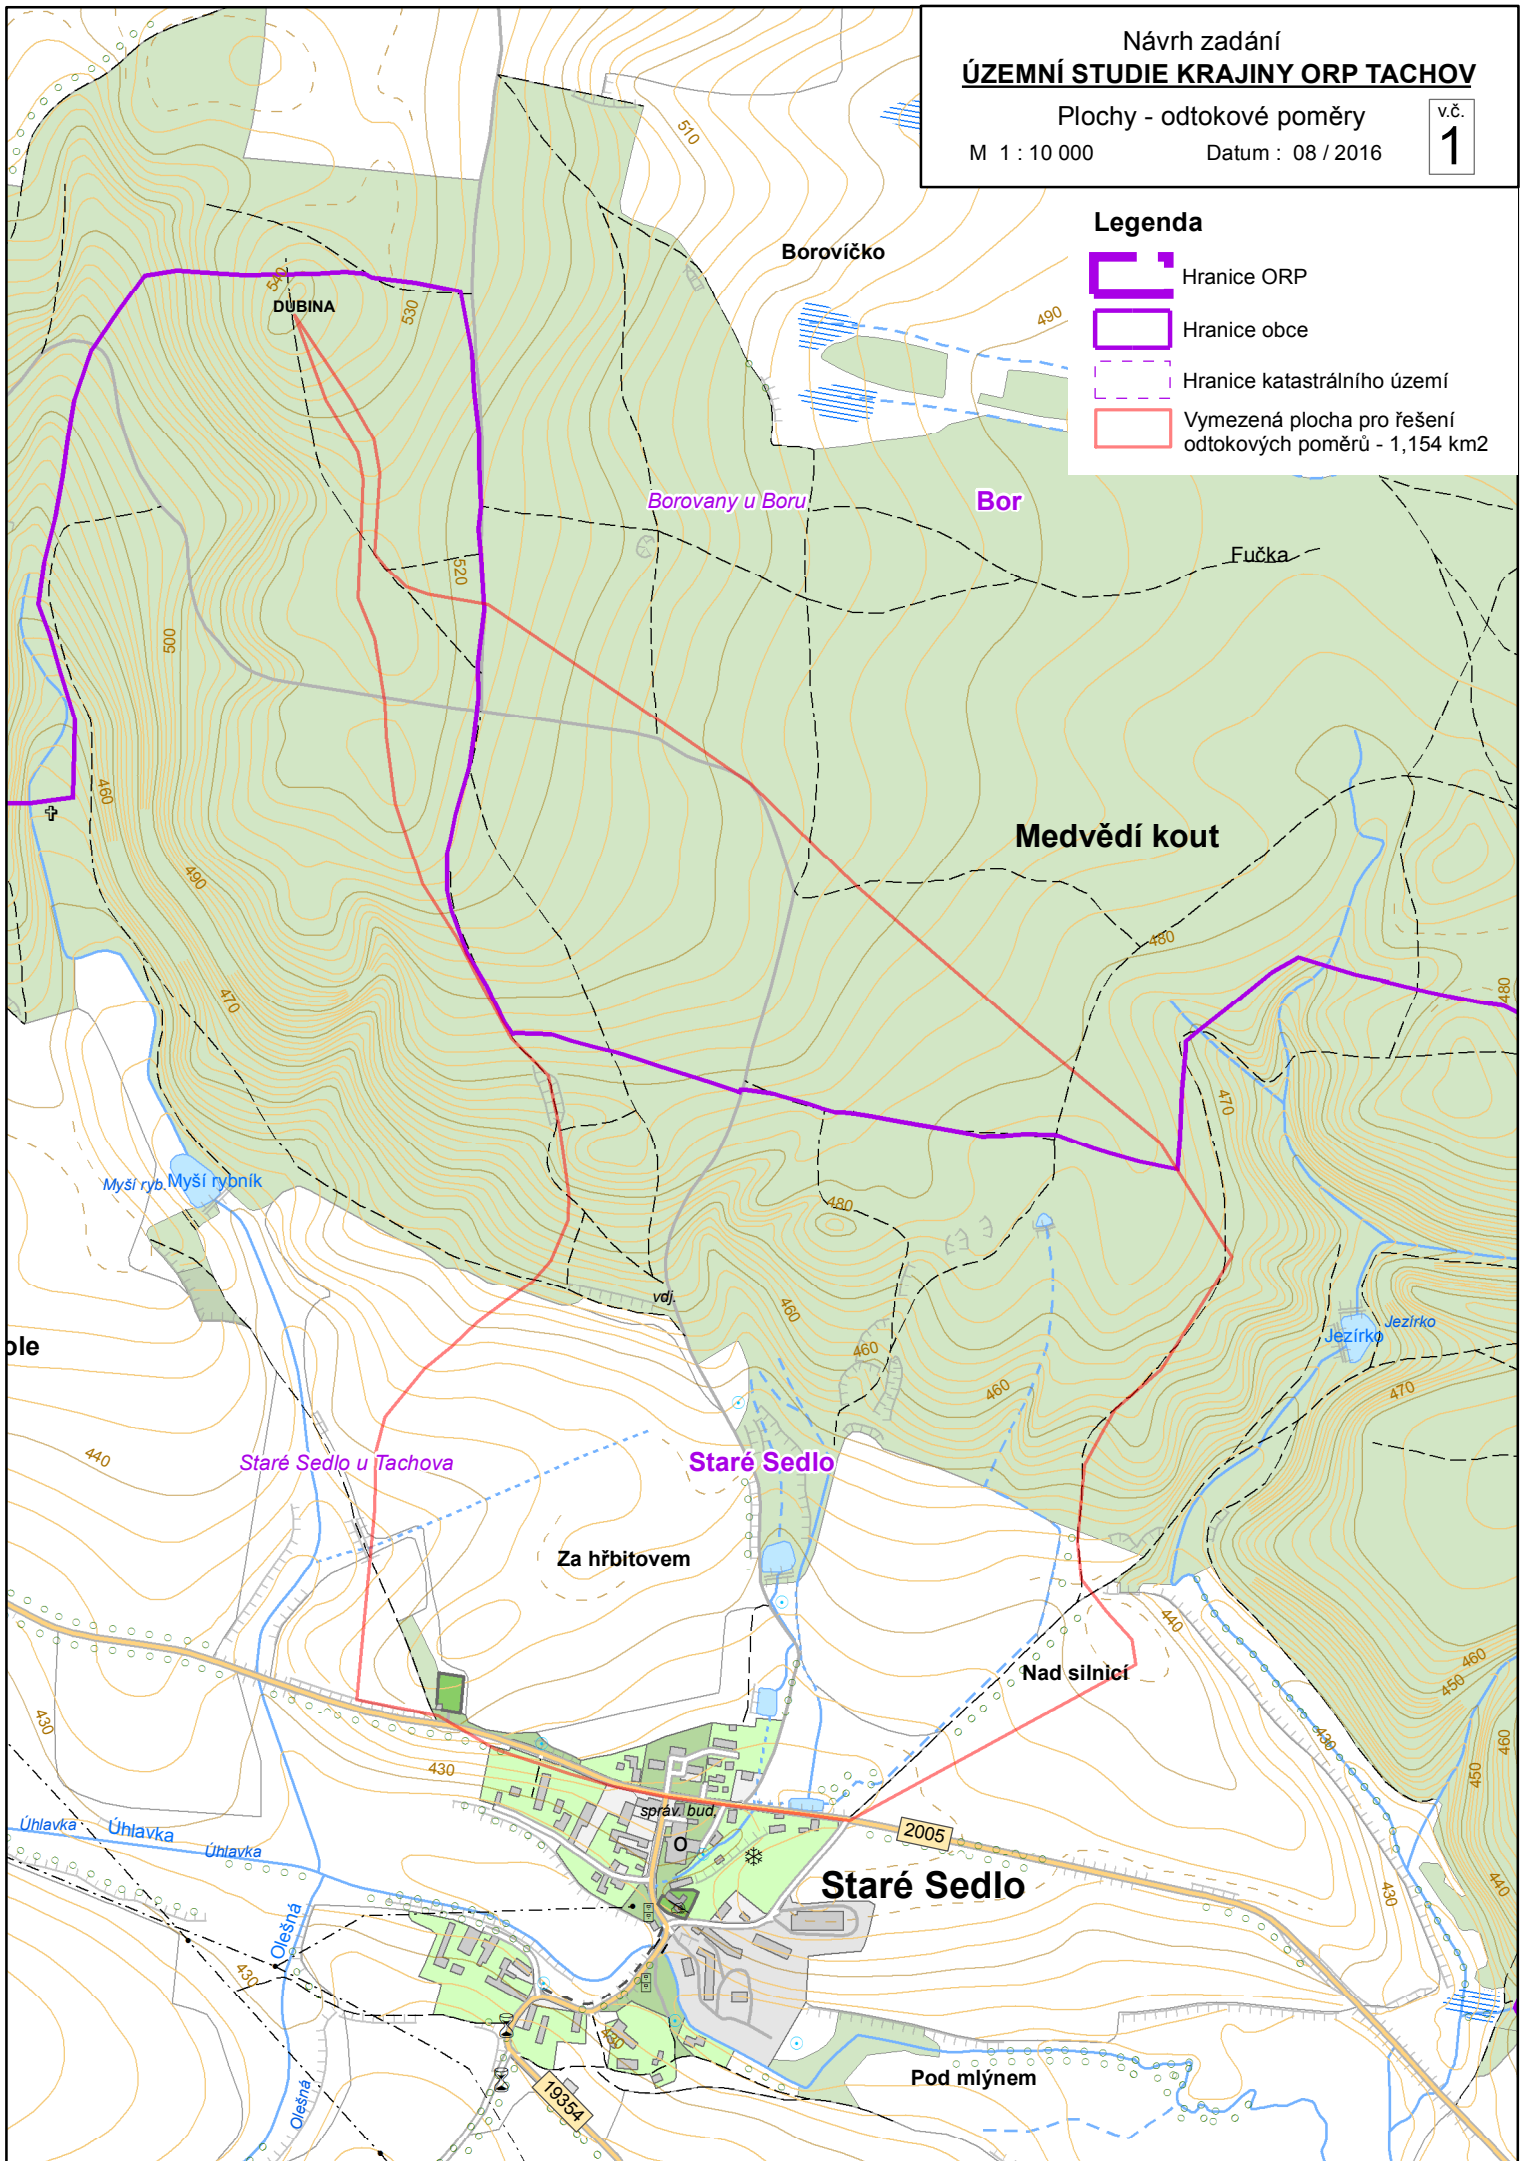 Návrh zadání
ÚZEMNÍ STUDIE KRAJINY ORP TACHOV
Plochy - odtokové poměry
v.č.
1
M 1 : 10 000
Datum : 08 / 2016
Legenda
Hranice ORP
Hranice obce
Hranice katastrálního území
Vymezená plocha pro řešení
odtokových poměrů - 1,154 km2
510
Borovíčko
540
DUBINA
530
490
Borovany u Boru
Bor
Fučka
520
500
460
Medvědí kout
490
480
470
480
470
Myší ryb.
Myší rybník
480
vdj.
460
460
460
Jezírko
Jezírko
470
ole
440
Staré Sedlo u Tachova
Staré Sedlo
Za hřbitovem
440
Nad silnicí
460
450
430
430
460
450
430
správ. bud.
Úhlavka
Úhlavka
Úhlavka
O
2005
Staré Sedlo
430
440
Olešná
430
430
Pod mlýnem
19354
Olešná